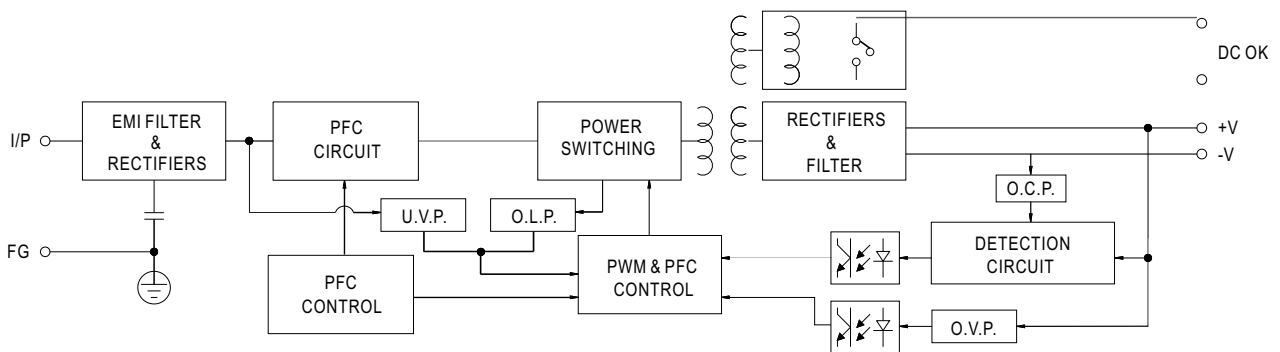 DC OK
I/P
EMI FILTER
&
RECTIFIERS
PFC
CIRCUIT
POWER
SWITCHING
RECTIFIERS
&
FILTER
+V
-V
O.C.P.
U.V.P.
O.L.P.
FG
PFC
CONTROL
PWM & PFC
CONTROL
DETECTION
CIRCUIT
O.V.P.